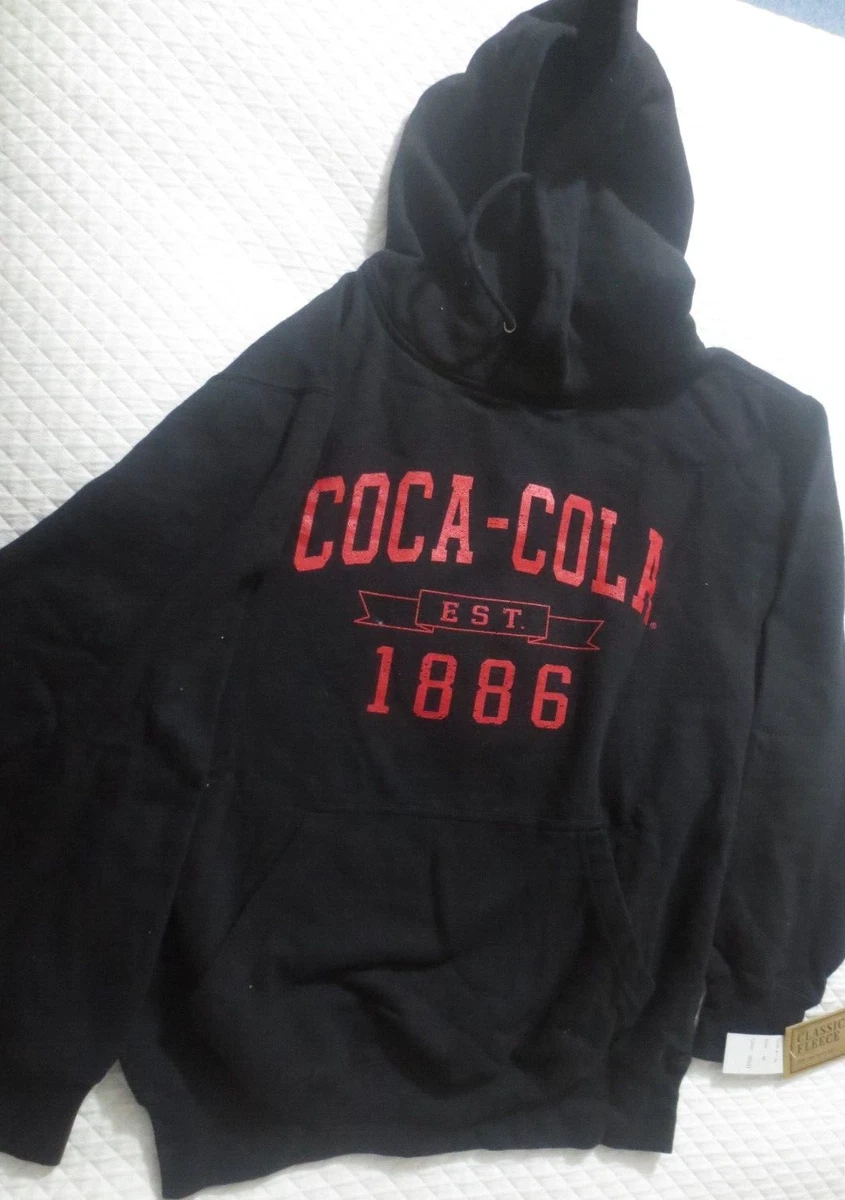 COCA-COLA
EST.
1886
CLASSIC
FLEECE